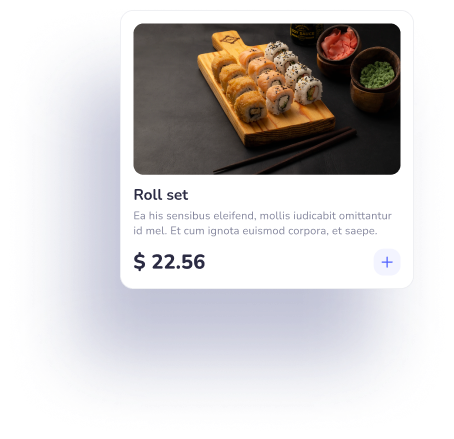 Roll set
Ea his sensibus eleifend, mollis iudicabit omittantur
id mel. Et cum ignota euismod corpora, et saepe.
$ 22.56
+